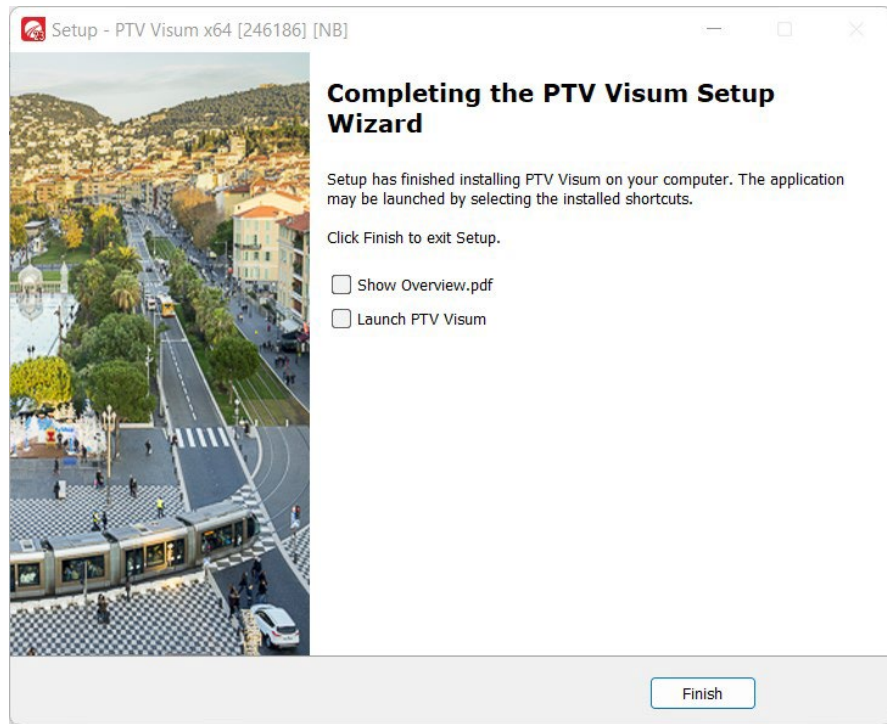 Setup - PTV Visum x64 [246186] [NB]
Completing the PTV Visum Setup
Wizard
Setup has finished installing PTV Visum on your computer. The application
may be launched by selecting the installed shortcuts.
Click Finish to exit Setup.
Show Overview.pdf
Launch PTV Visum
Finish